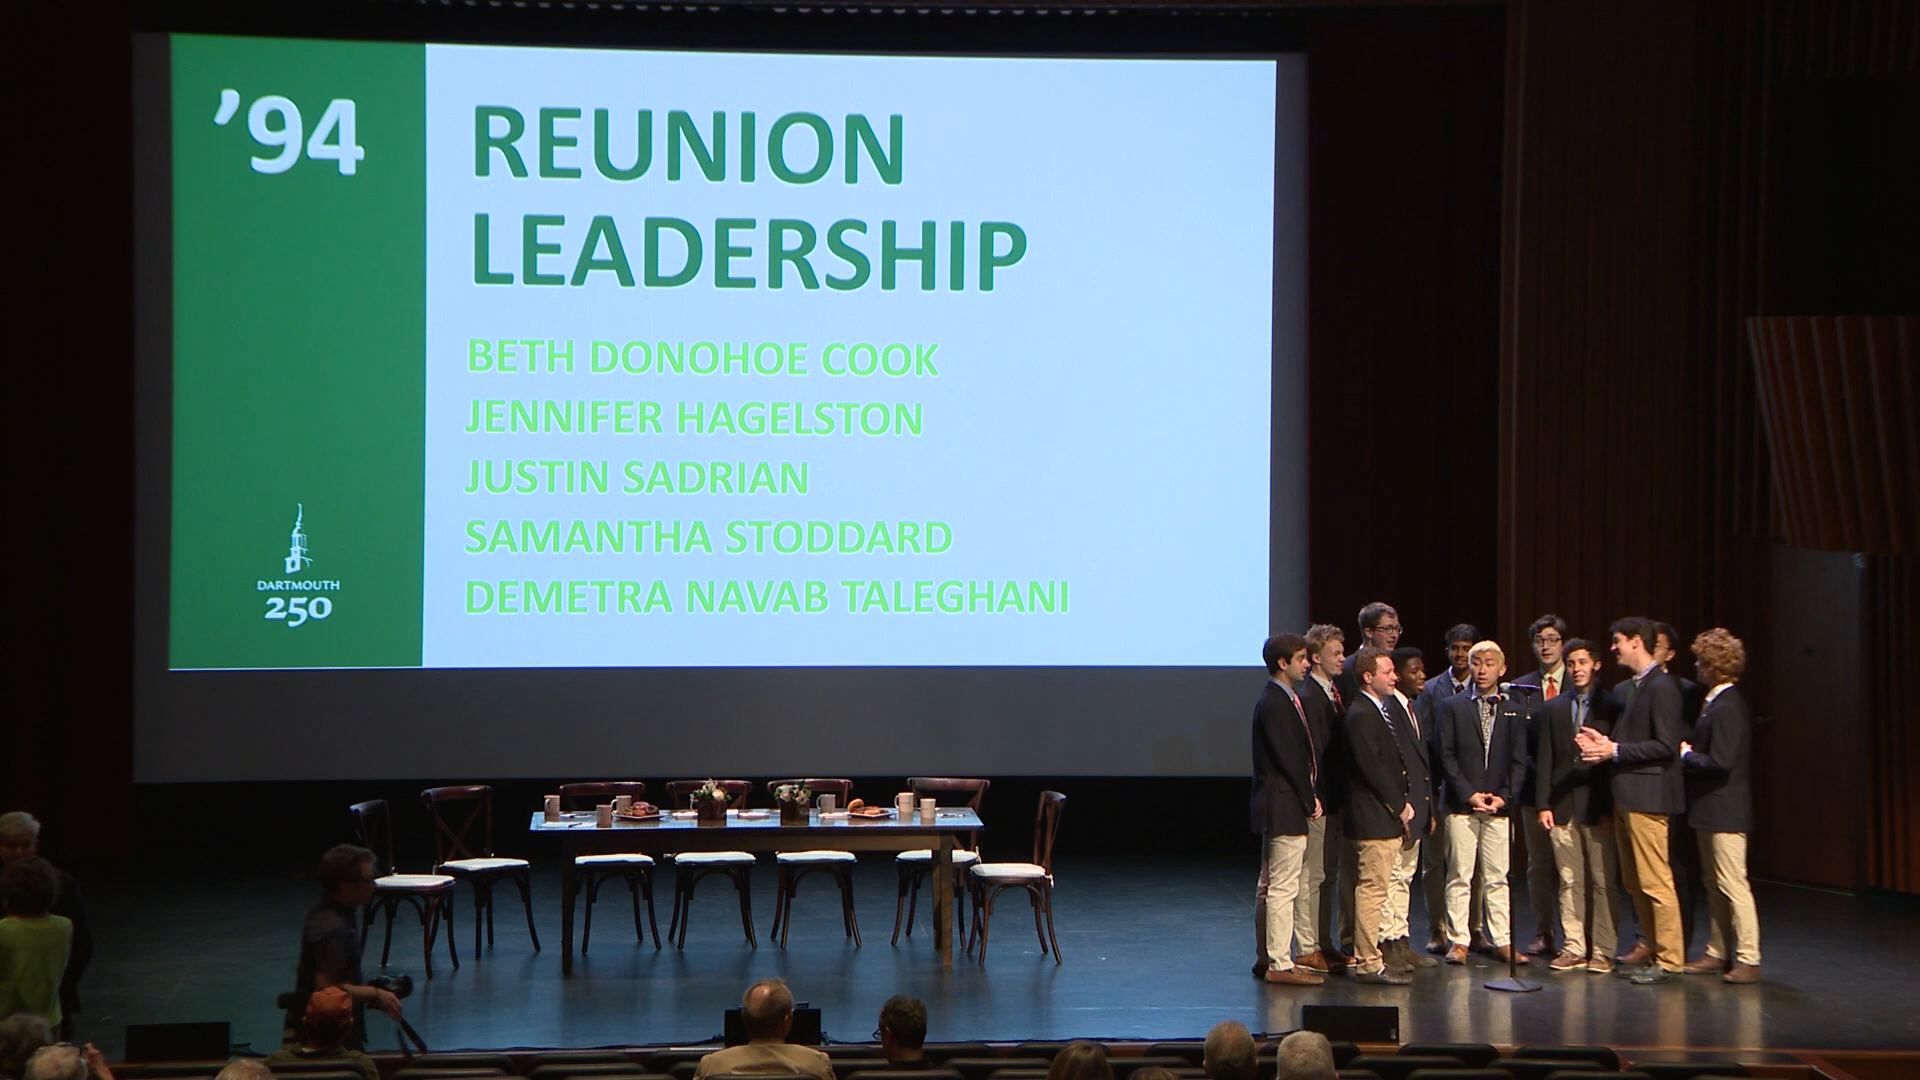 ’94
REUNION
LEADERSHIP
BETH DONOHOE COOK
JENNIFER HAGELSTON
JUSTIN SADRIAN
SAMANTHA STODDARD
DEMETRA NAVAB TALEGHANI
DARTMOUTH
250